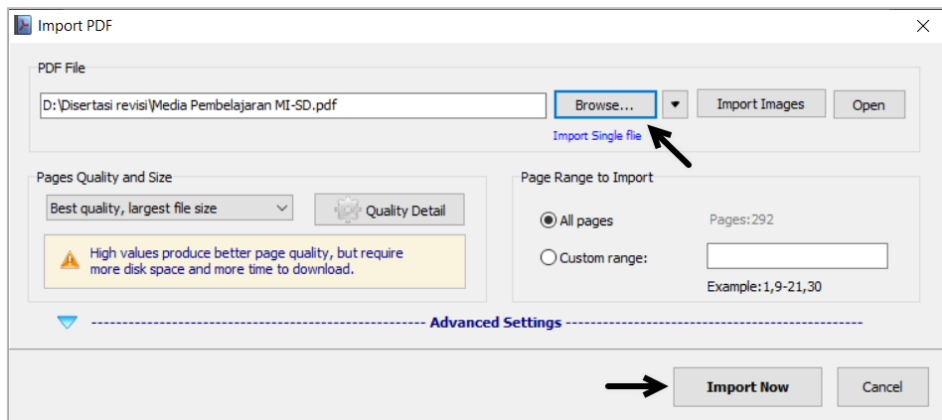 Import PDF
PDF File
D:\Disertasi revisi\Media Pembelajaran MI-SD.pdf
Browse...
Import Images
Open
Import Single flie
Pages Quality and Size
Best quality, largest file size
Quality Detail
High values produce better page quality, but require
more disk space and more time to download.
Page Range to Import
All pages
Pages:292
Custom range:
Example:1,9-21,30
Advanced Settings
Import Now
Cancel